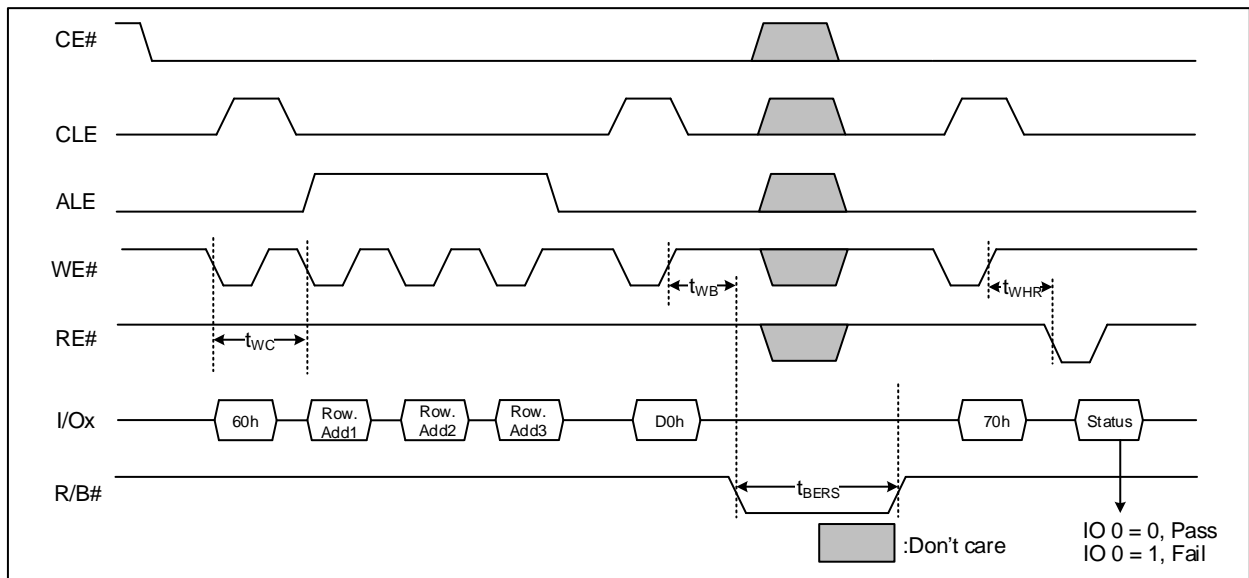 CE#
CLE
ALE
WE#
tWB
tWHR
RE#
tWC
I/Ox
60h
Row.
Add1
Row.
Add2
Row.
Add3
D0h
70h
Status
R/B#
tBERS
:Don't care
IO 0 = 0, Pass
IO 0 = 1, Fail